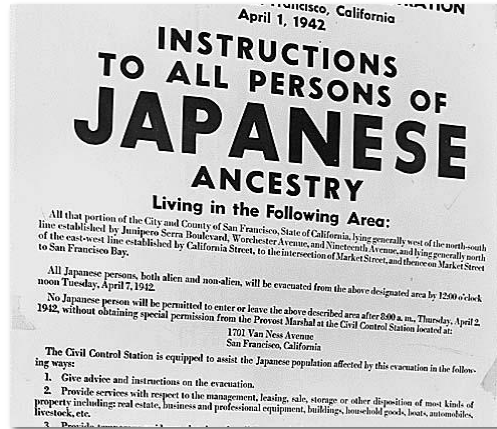 Francisco, California
April 1, 1942
INSTRUCTIONS
TO ALL PERSONS OF
JAPANESE
ANCESTRY
Living in the Following Area:
All that portion of the City and County of San Francisco, State of California, lying generally west of the north-south
line established by Junipero Serra Boulevard, Worchester Avenue, and Nineteenth Avenue, and lying generally north
of the east-west line established by California Street, to the intersection of Market Street, and thence on Market Street
to San Francisco Bay.
All Japanese persons, both alien and non-alien, will be evacuated from the above designated area by 12:00 o'clock
noon Tuesday, April 7, 1942.
No Japanese person will be permitted to enter or leave the above described area after 8:00 a. m., Thursday, April 2,
1942, without obtaining special permission from the Provost Marshal at the Civil Control Station located at:
1701 Van Ness Avenue
San Francisco, California
The Civil Control Station is equipped to assist the Japanese population affected by this evacuation in the follow-
ing ways:
1. Give advice and instructions on the evacuation.
2. Provide services with respect to the management, leasing, sale, storage or other disposition of most kinds of
property including: real estate, business and professional equipment, buildings, household goods, boats, automobiles,
livestock, etc.
3. Provide